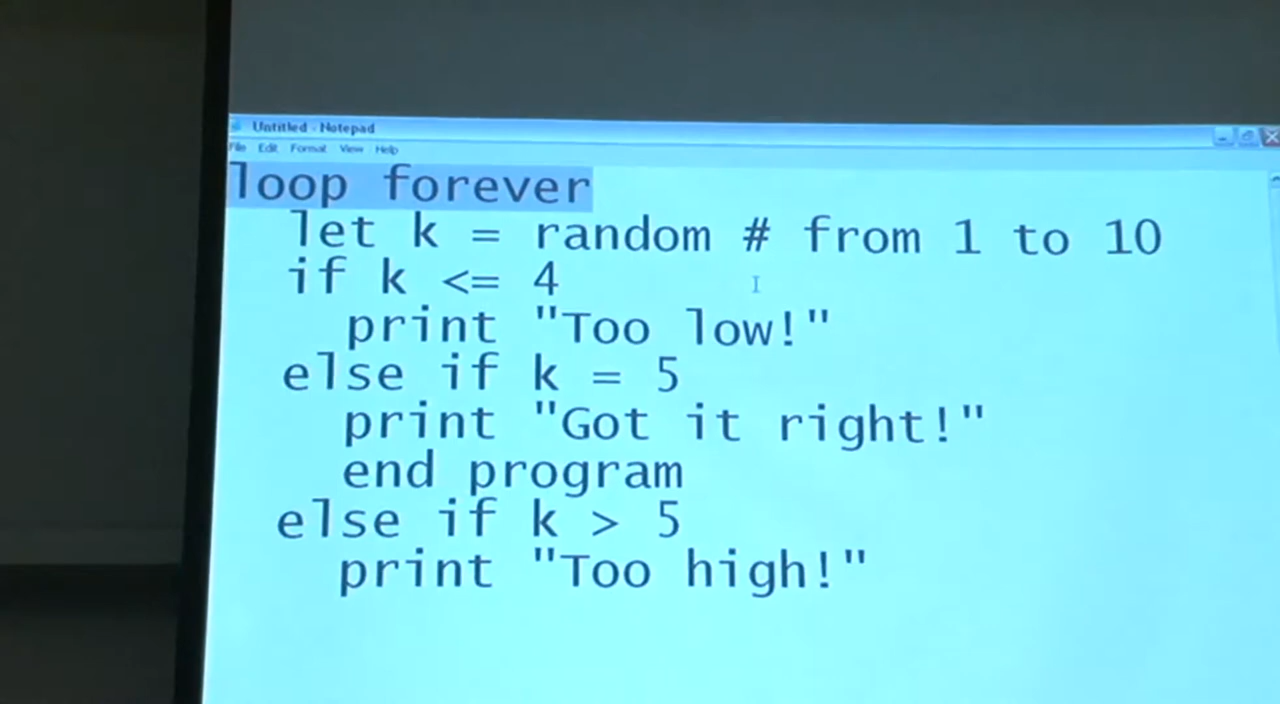 Untitled - Notepad
File Edit Format View Help
loop forever
let k = random # from 1 to 10
if k <= 4
print "Too low!"
else if k = 5
print "Got it right!"
end program
else if k > 5
print "Too high!"